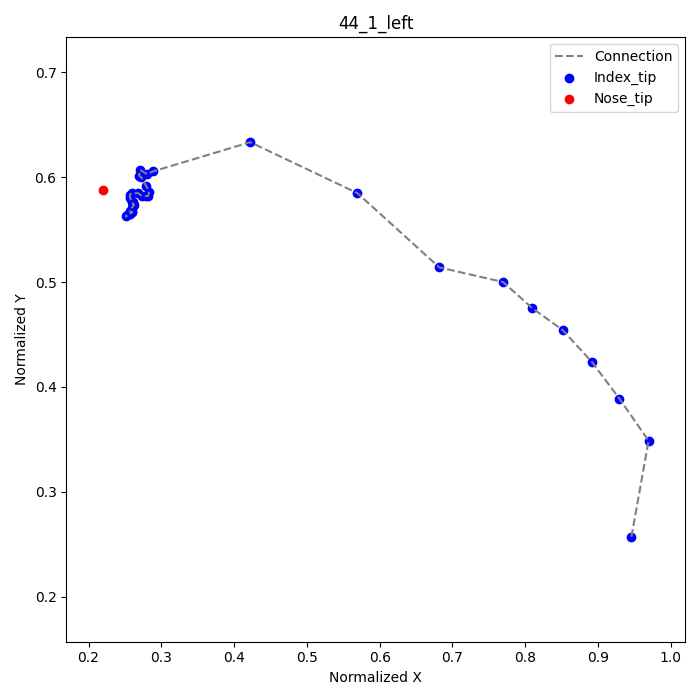 44_1_left
Connection
Index_tip
Nose_tip
Normalized Y
0.7
0.6
0.5
0.4
0.3
0.2
0.2 0.3 0.4 0.5 0.6 0.7 0.8 0.9 1.0
Normalized X